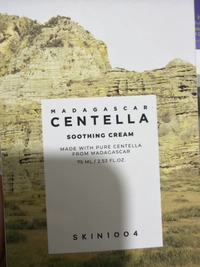 MADAGASCAR
CENTELLA
SOOTHING CREAM
MADE WITH PURE CENTELLA
FROM MADAGASCAR
75 ML / 2.53 FL.OZ.
SKIN1004